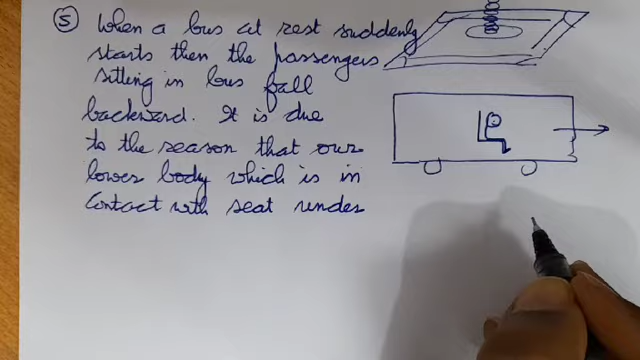 ⑤ When a bus at rest suddenly
starts then the passengers
sitting in bus fall
backward. It is due
to the reason that our
lower body which is in
Contact with seat